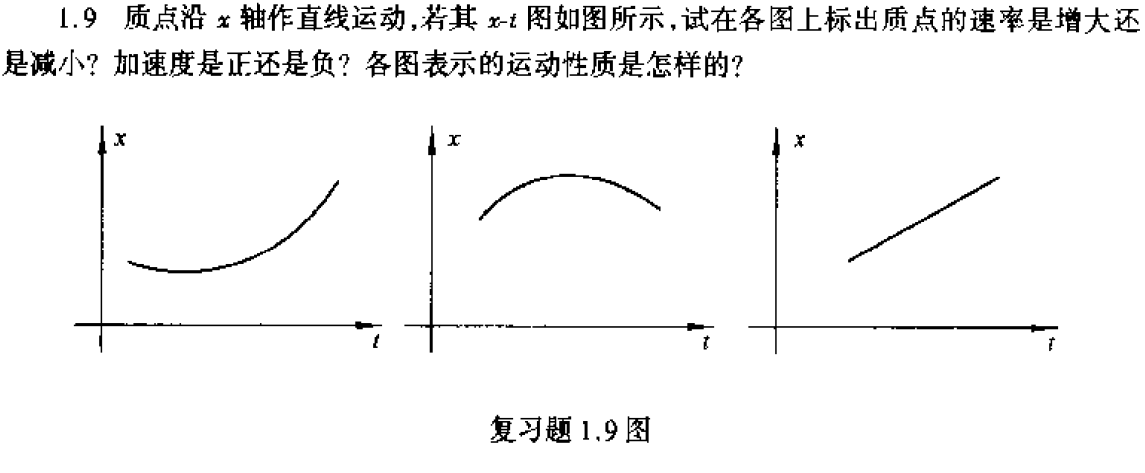 1.9 质点沿 x 轴作直线运动,若其 x-t 图如图所示,试在各图上标出质点的速率是增大还
是减小? 加速度是正还是负? 各图表示的运动性质是怎样的?
x x x
t t t
复习题 1.9 图